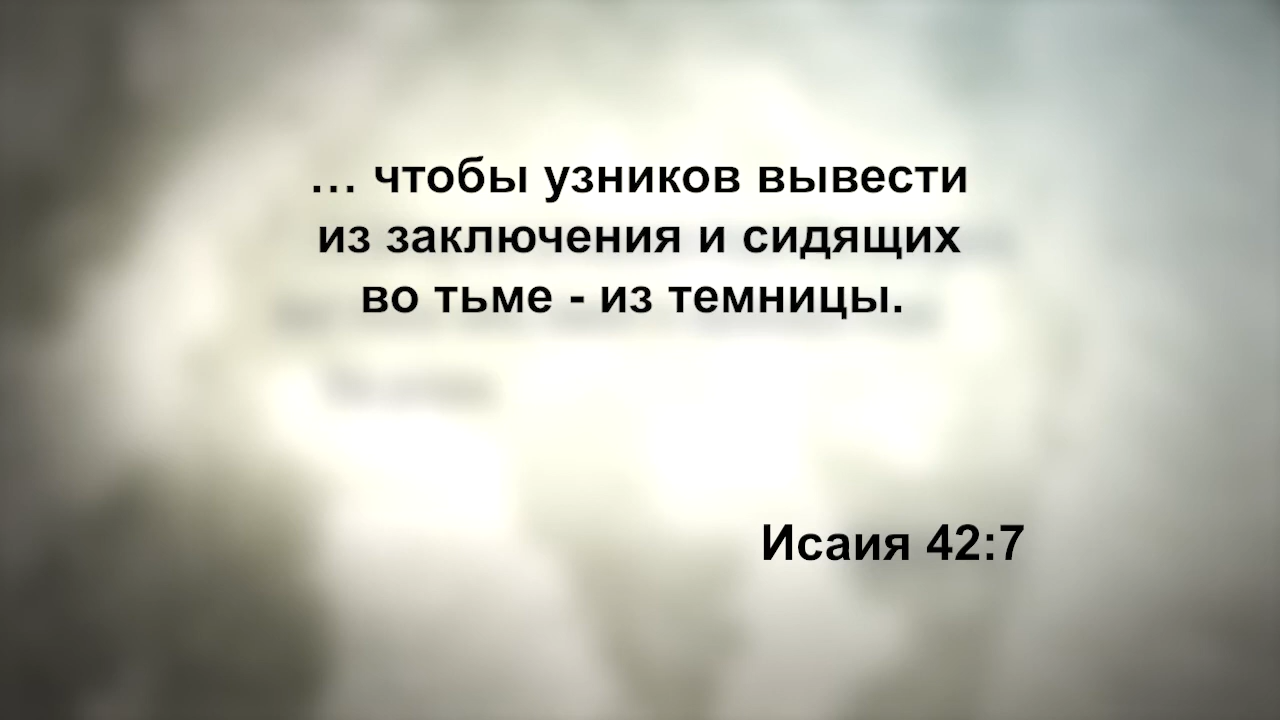 … чтобы узников вывести
из заключения и сидящих
во тьме - из темницы.
Исаия 42:7